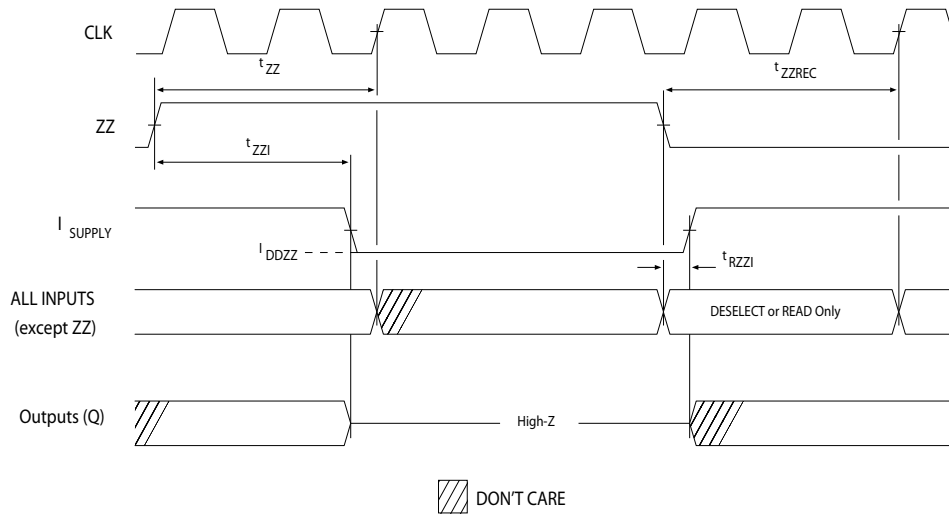 CLK
t ZZ
t ZZREC
ZZ
t ZZI
I SUPPLY
I DDZZ
t RZZI
ALL INPUTS
(except ZZ)
DESELECT or READ Only
Outputs (Q)
High-Z
DON'T CARE